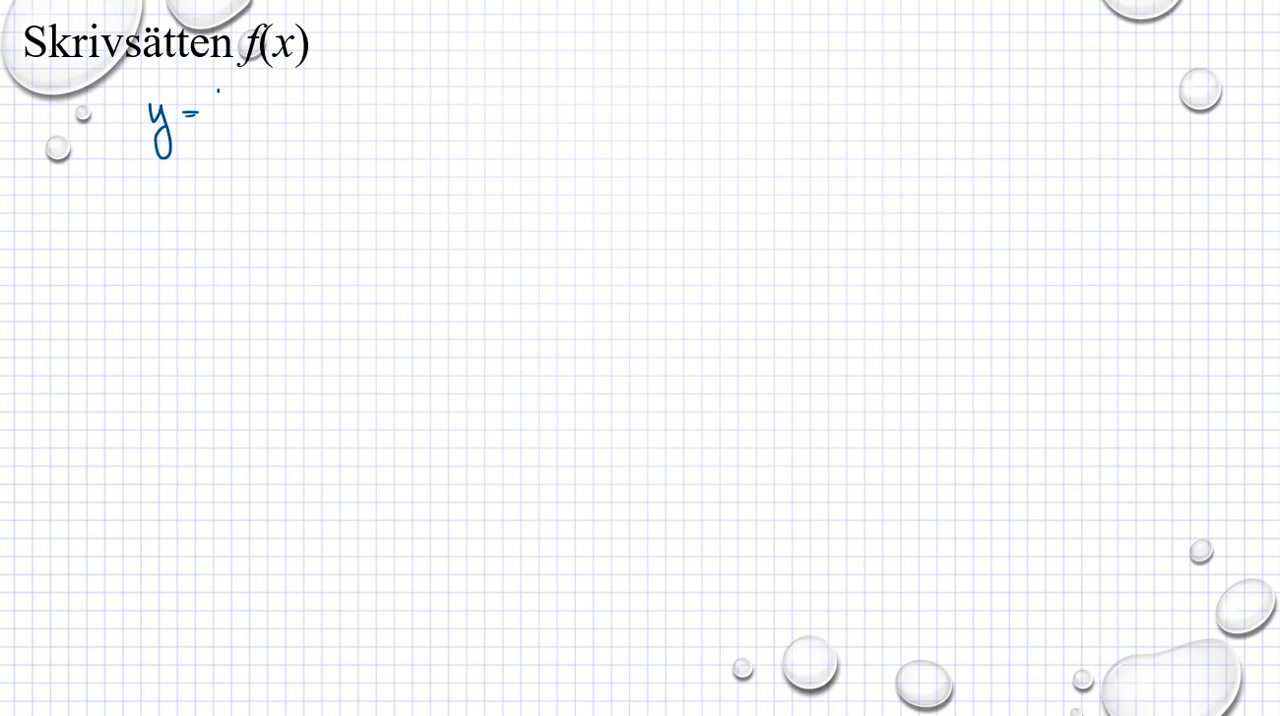 Skrivsätten f(x)
y =